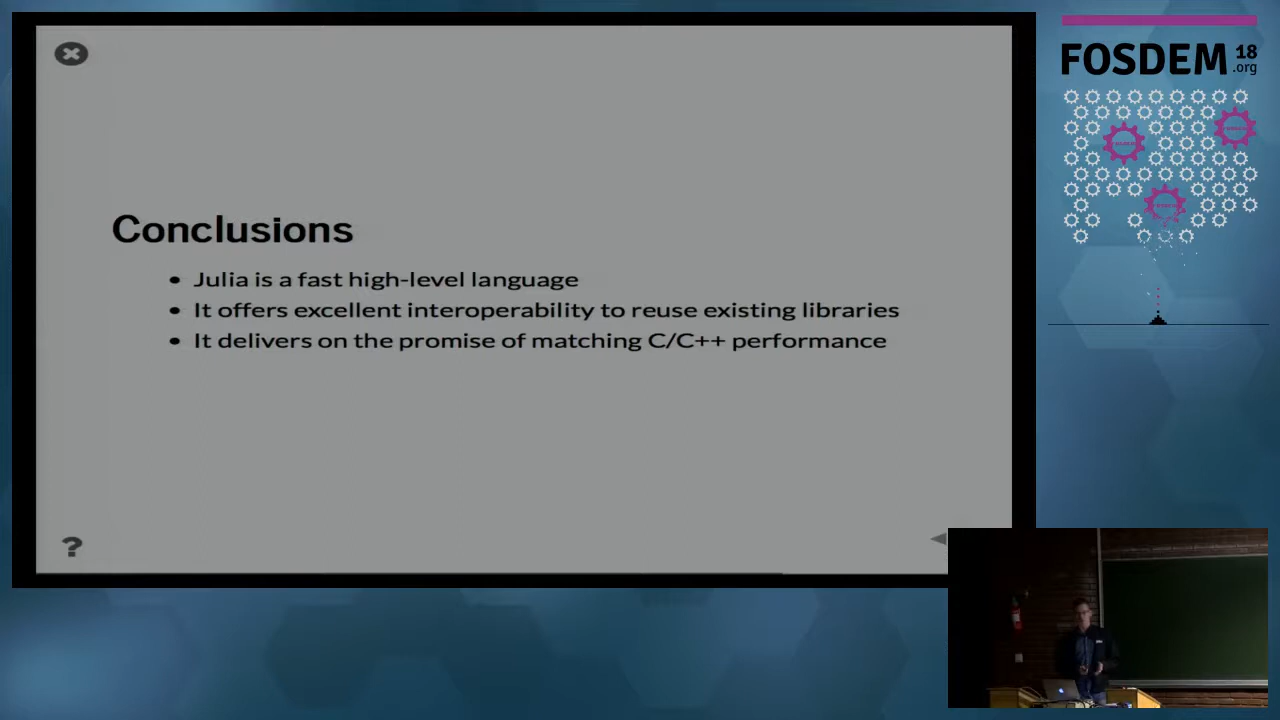 Conclusions
• Julia is a fast high-level language
• It offers excellent interoperability to reuse existing libraries
• It delivers on the promise of matching C/C++ performance
?
FOSDEM 18
.org